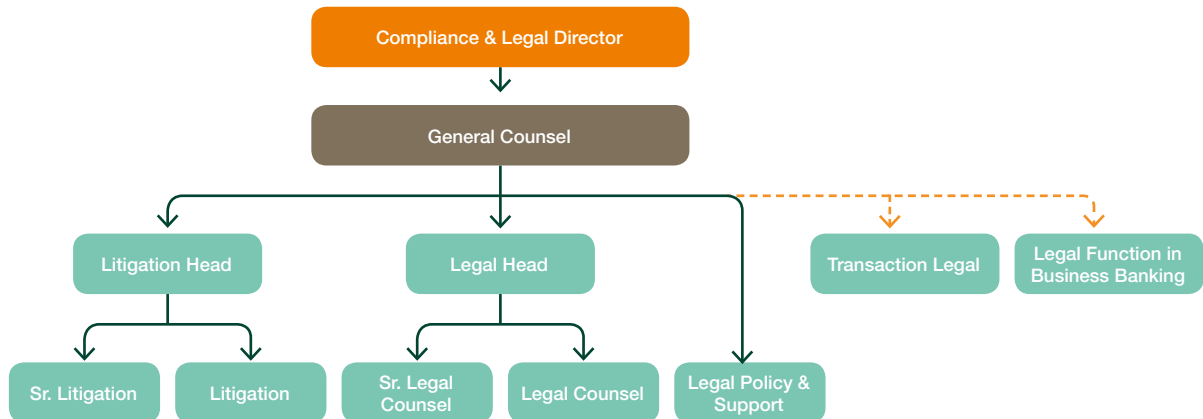 Compliance & Legal Director
General Counsel
Litigation Head
Legal Head
Transaction Legal
Legal Function in
Business Banking
Sr. Litigation
Litigation
Sr. Legal
Counsel
Legal Counsel
Legal Policy &
Support